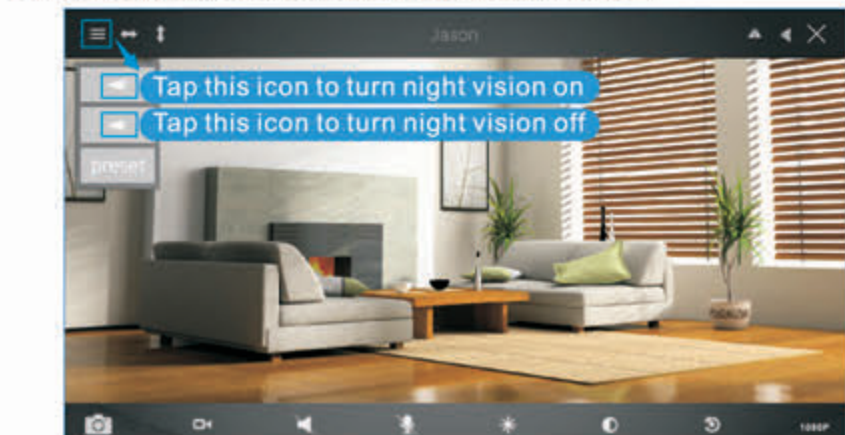 Jason
Tap this icon to turn night vision on
Tap this icon to turn night vision off
preset
1080P